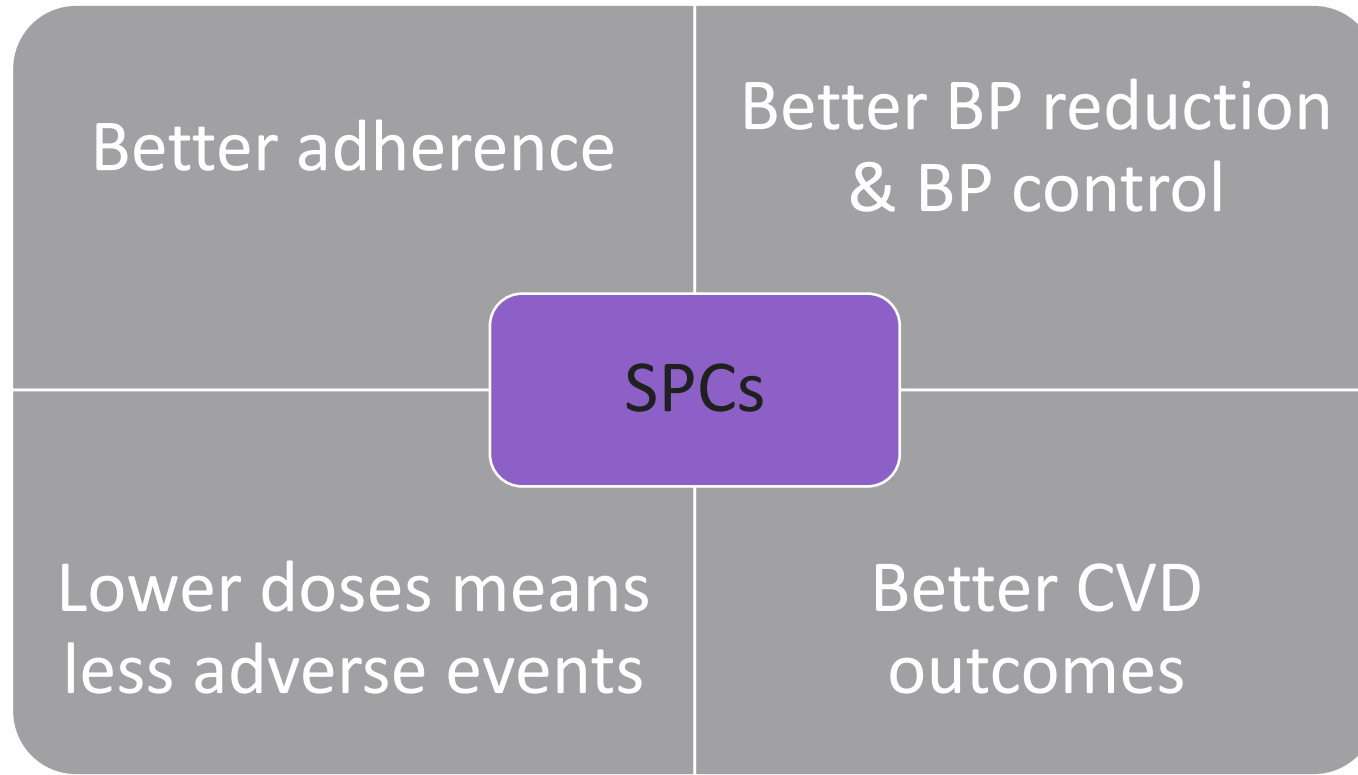 Better adherence
Better BP reduction
& BP control
SPCs
Lower doses means
less adverse events
Better CVD
outcomes